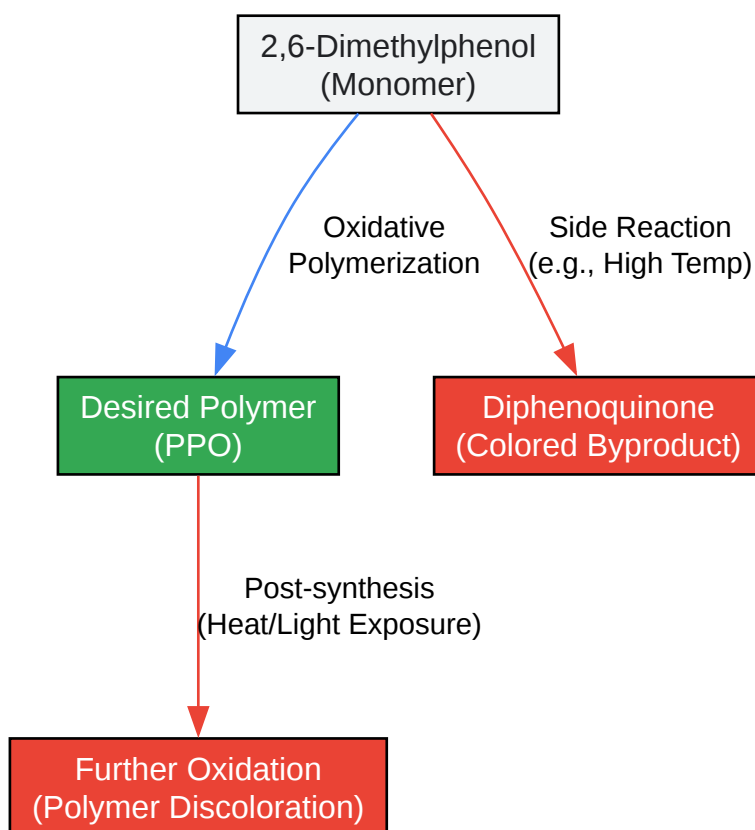 2,6-Dimethylphenol
(Monomer)
Oxidative
Polymerization
Side Reaction
(e.g., High Temp)
Desired Polymer
(PPO)
Diphenoquinone
(Colored Byproduct)
Post-synthesis
(Heat/Light Exposure)
Further Oxidation
(Polymer Discoloration)